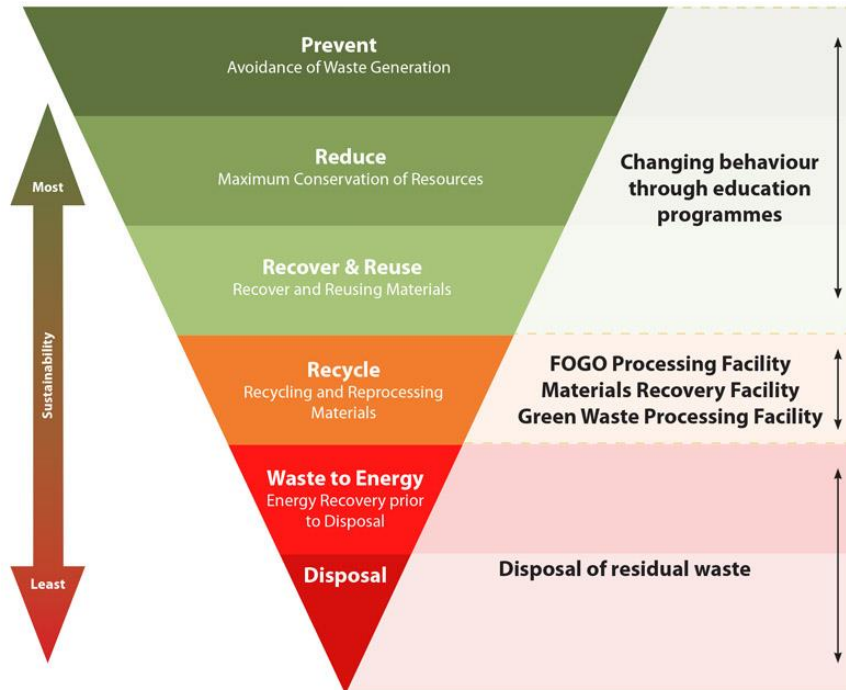 Prevent
Avoidance of Waste Generation
Reduce
Maximum Conservation of Resources
Recover & Reuse
Recover and Reusing Materials
Recycle
Recycling and Reprocessing
Materials
Waste to Energy
Energy Recovery prior
to Disposal
Disposal
Most
Sustainability
Least
Changing behaviour
through education
programmes
FOGO Processing Facility
Materials Recovery Facility
Green Waste Processing Facility
Disposal of residual waste